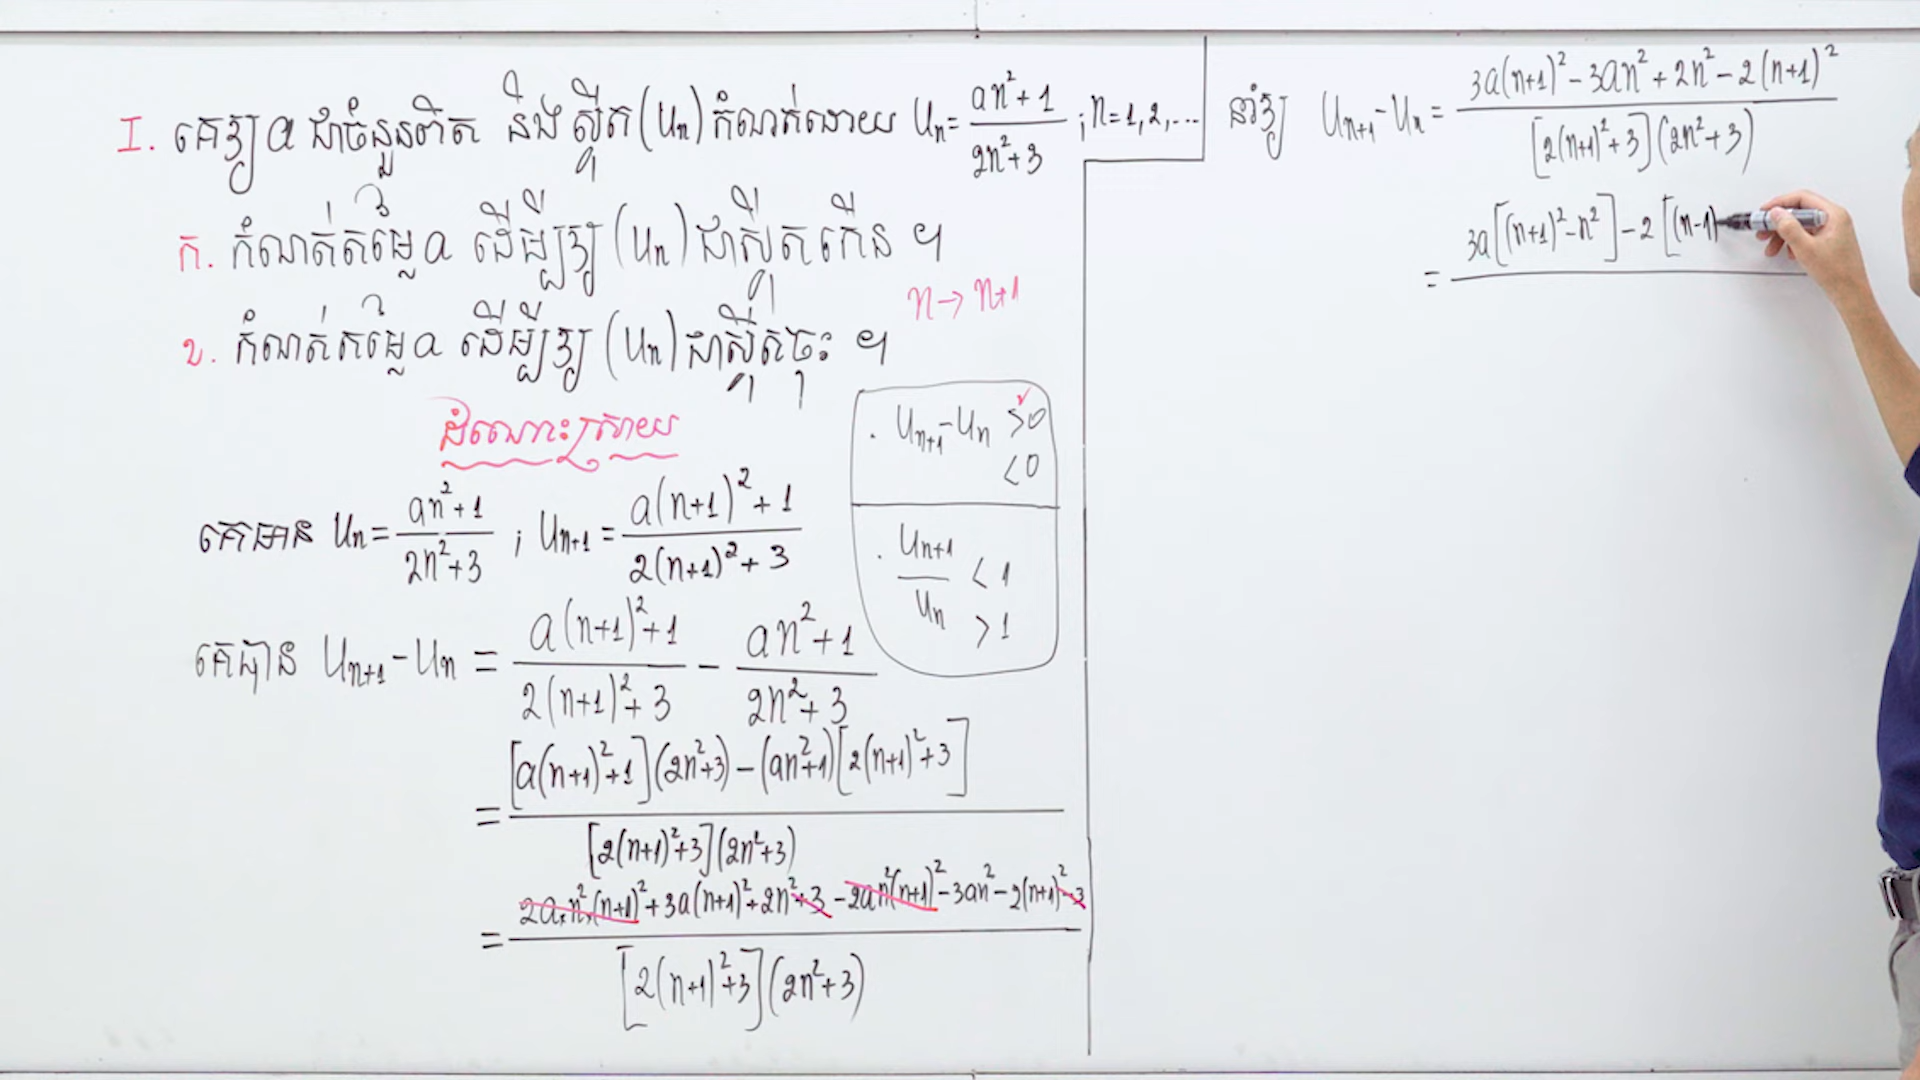 I. គេឲ្យ a ជាចំនួនពិត និង ស្វ៊ីត (Uₙ) កំណត់ដោយ Uₙ = (an²+1)/(2n²+3) ; n=1,2,...
ក. កំណត់តម្លៃ a ដើម្បីឲ្យ (Uₙ) ជាស្វ៊ីតកើន ។
n → n+1
ខ. កំណត់តម្លៃ a ដើម្បីឲ្យ (Uₙ) ជាស្វ៊ីតចុះ ។
ដំណោះស្រាយ
. Uₙ₊₁ - Uₙ > 0
< 0
. Uₙ₊₁/Uₙ < 1
> 1
គេមាន Uₙ = (an²+1)/(2n²+3) ; Uₙ₊₁ = (a(n+1)²+1)/(2(n+1)²+3)
គេបាន Uₙ₊₁ - Uₙ = (a(n+1)²+1)/(2(n+1)²+3) - (an²+1)/(2n²+3)
= ([a(n+1)²+1](2n²+3) - (an²+1)[2(n+1)²+3])/([2(n+1)²+3](2n²+3))
= (2a.n².(n+1)²+3a(n+1)²+2n²+3 - 2an²(n+1)² - 3an² - 2(n+1)² - 3)/([2(n+1)²+3](2n²+3))
នាំឲ្យ Uₙ₊₁ - Uₙ = (3a(n+1)² - 3an² + 2n² - 2(n+1)²)/([2(n+1)²+3](2n²+3))
= 3a[(n+1)² - n²] - 2[(n-1)